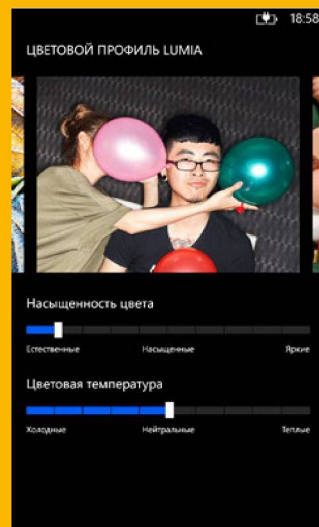 18:58
ЦВЕТОВОЙ ПРОФИЛЬ LUMIA
Насыщенность цвета
Естественные Насыщенные Яркие
Цветовая температура
Холодные Нейтральные Теплые